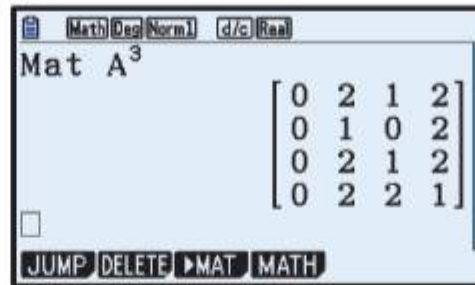 Math Deg Norm1 d/c Real
Mat A³
0 2 1 2
0 1 0 2
0 2 1 2
0 2 2 1
JUMP DELETE ►MAT MATH